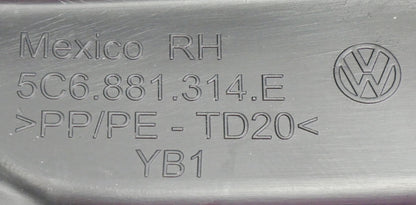 Mexico RH
5C6.881.314.E
>PP/PE - TD20<
YB1
VW